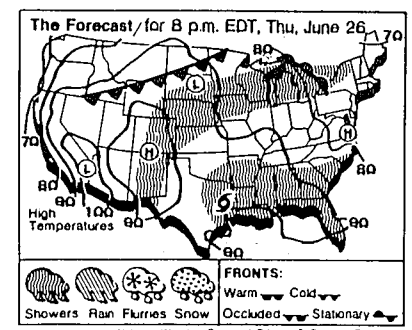 The Forecast/for 8 p.m. EDT, Thu, June 26
80
70
L
70
H
H
L
80
80
90
100
High
Temperatures
90
90
90
Showers Rain Flurries Snow
FRONTS:
Warm Cold
Occluded Stationary